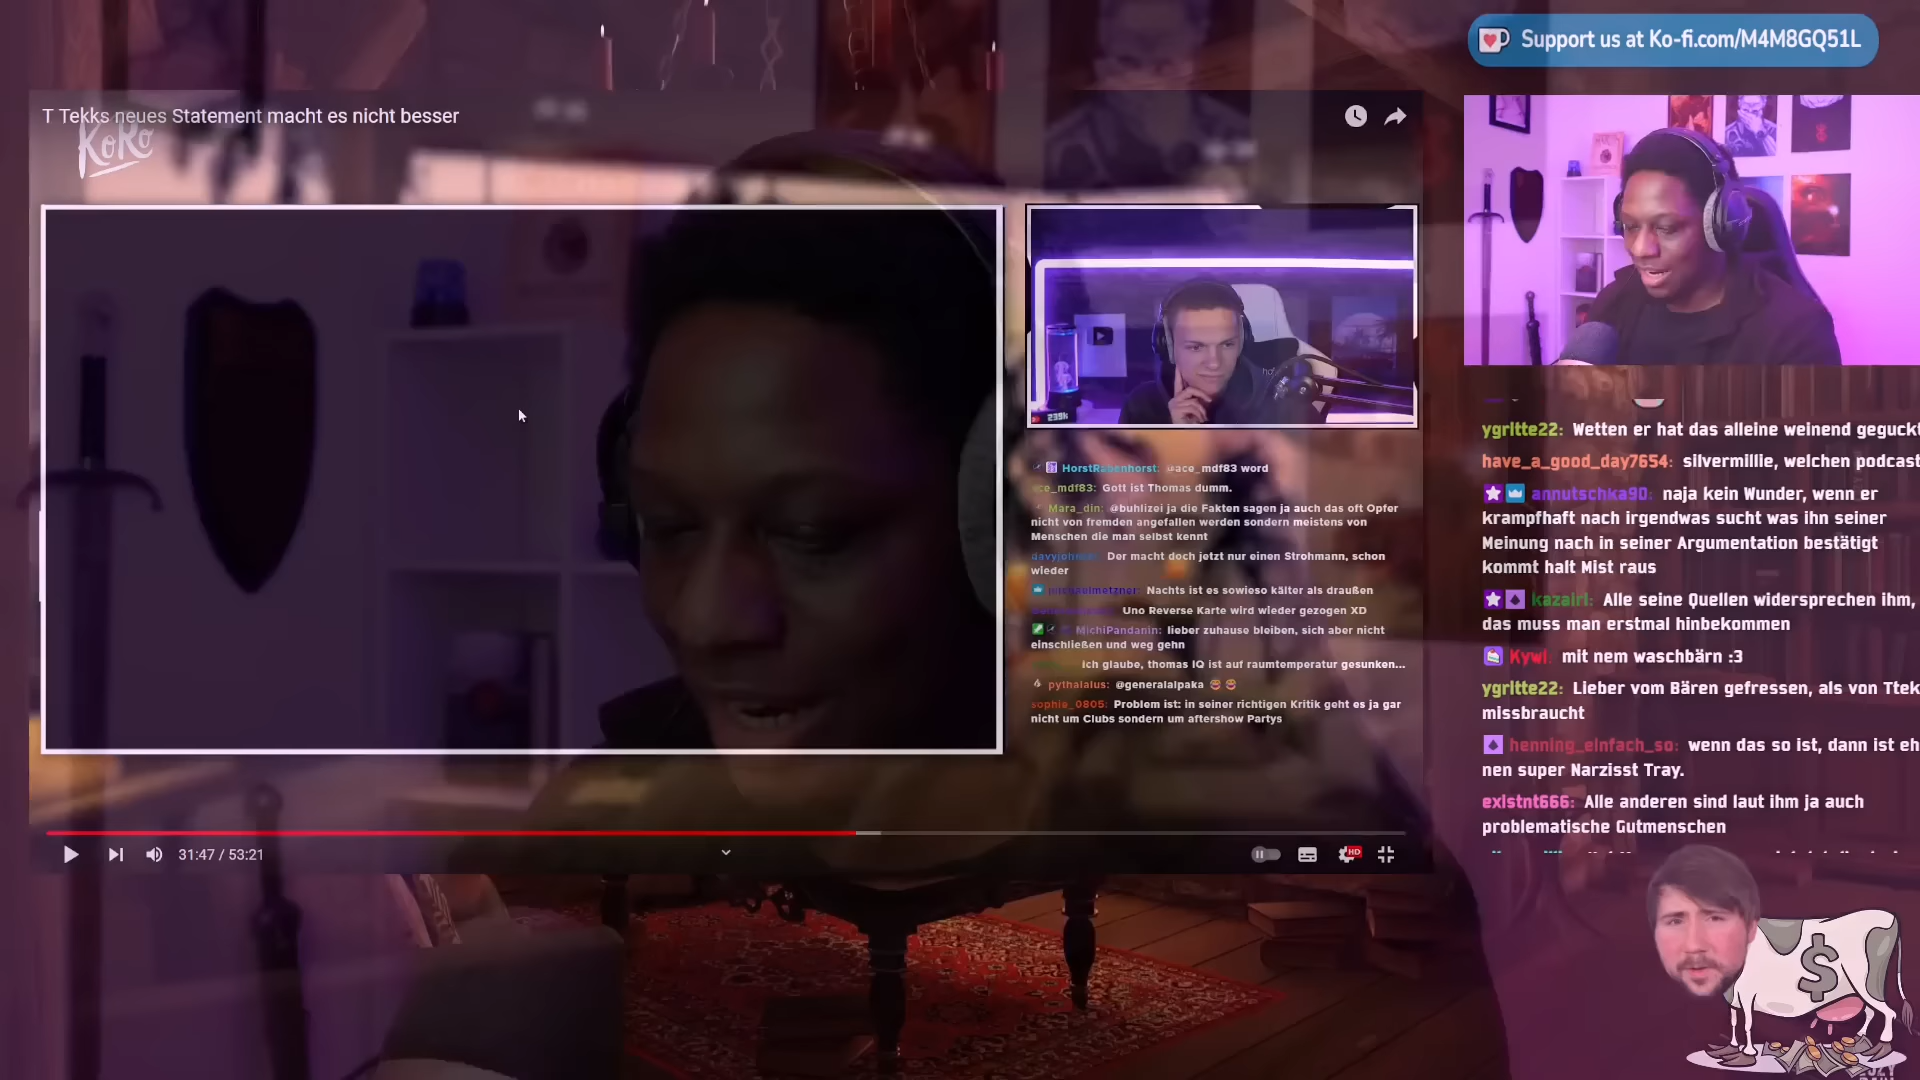 Support us at Ko-fi.com/M4M8GQ51L
T Tekks neues Statement macht es nicht besser
KoRo
239k
HorstRabenhorst: @ace_mdf83 word
ace_mdf83: Gott ist Thomas dumm.
Mara_din: @buhlizei ja die Fakten sagen ja auch das oft Opfer
nicht von fremden angefallen werden sondern meistens von
Menschen die man selbst kennt
Der macht doch jetzt nur einen Strohmann, schon
wieder
Nachts ist es sowieso kälter als draußen
Uno Reverse Karte wird wieder gezogen XD
MichiPandanin: lieber zuhause bleiben, sich aber nicht
einschließen und weg gehn
ich glaube, thomas IQ ist auf raumtemperatur gesunken...
pythalalus: @generalalpaka
sophie_0805: Problem ist: in seiner richtigen Kritik geht es ja gar
nicht um Clubs sondern um aftershow Partys
31:47 / 53:21
HD
ygritte22: Wetten er hat das alleine weinend geguckt
have_a_good_day7654: silvermillie, welchen podcast
annutschka90: naja kein Wunder, wenn er
krampfhaft nach irgendwas sucht was ihn seiner
Meinung nach in seiner Argumentation bestätigt
kommt halt Mist raus
kazairi: Alle seine Quellen widersprechen ihm,
das muss man erstmal hinbekommen
Kywi: mit nem waschbärn :3
ygritte22: Lieber vom Bären gefressen, als von Ttek
missbraucht
henning_einfach_so: wenn das so ist, dann ist eh
nen super Narzisst Tray.
existnt666: Alle anderen sind laut ihm ja auch
problematische Gutmenschen
$